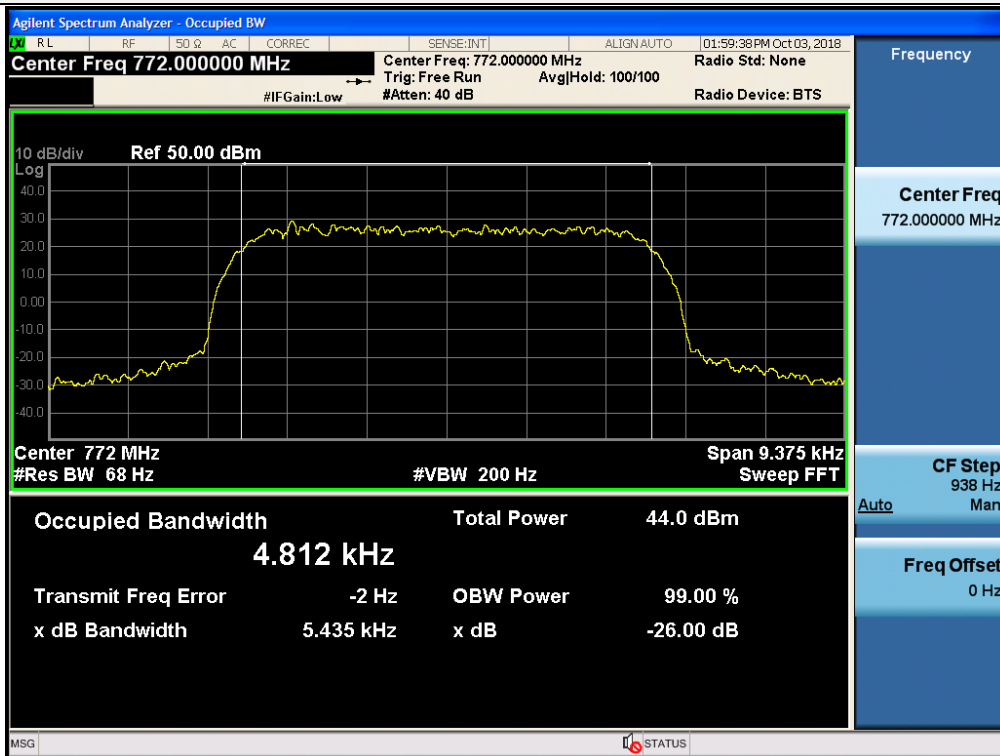 Agilent Spectrum Analyzer - Occupied BW
LXI RL RF 50 Ω AC CORREC SENSE:INT ALIGNAUTO 01:59:38PM Oct 03, 2018
Center Freq 772.000000 MHz
Center Freq: 772.000000 MHz Radio Std: None
Trig: Free Run Avg|Hold: 100/100
#IFGain:Low #Atten: 40 dB Radio Device: BTS
10 dB/div Ref 50.00 dBm
Log
40.0
30.0
20.0
10.0
0.00
-10.0
-20.0
-30.0
-40.0
Center 772 MHz Span 9.375 kHz
#Res BW 68 Hz #VBW 200 Hz Sweep FFT
Occupied Bandwidth Total Power 44.0 dBm
4.812 kHz
Transmit Freq Error -2 Hz OBW Power 99.00 %
x dB Bandwidth 5.435 kHz x dB -26.00 dB
MSG STATUS
Frequency
Center Freq
772.000000 MHz
CF Step
938 Hz
Auto Man
Freq Offset
0 Hz